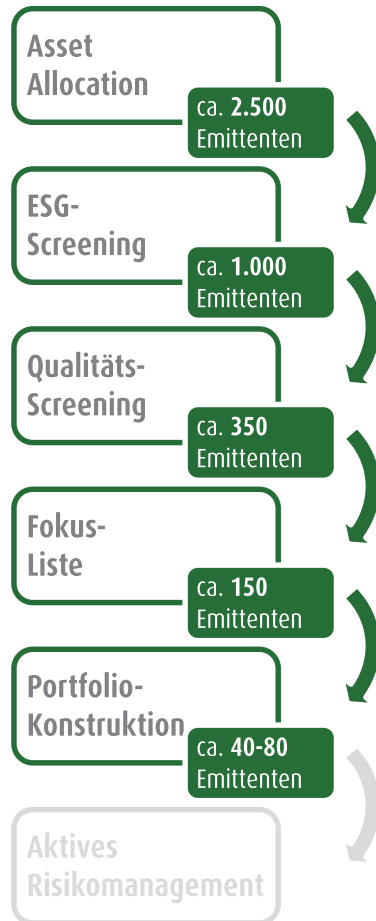 Asset
Allocation
ca. 2.500
Emittenten
ESG-
Screening
ca. 1.000
Emittenten
Qualitäts-
Screening
ca. 350
Emittenten
Fokus-
Liste
ca. 150
Emittenten
Portfolio-
Konstruktion
ca. 40-80
Emittenten
Aktives
Risikomanagement